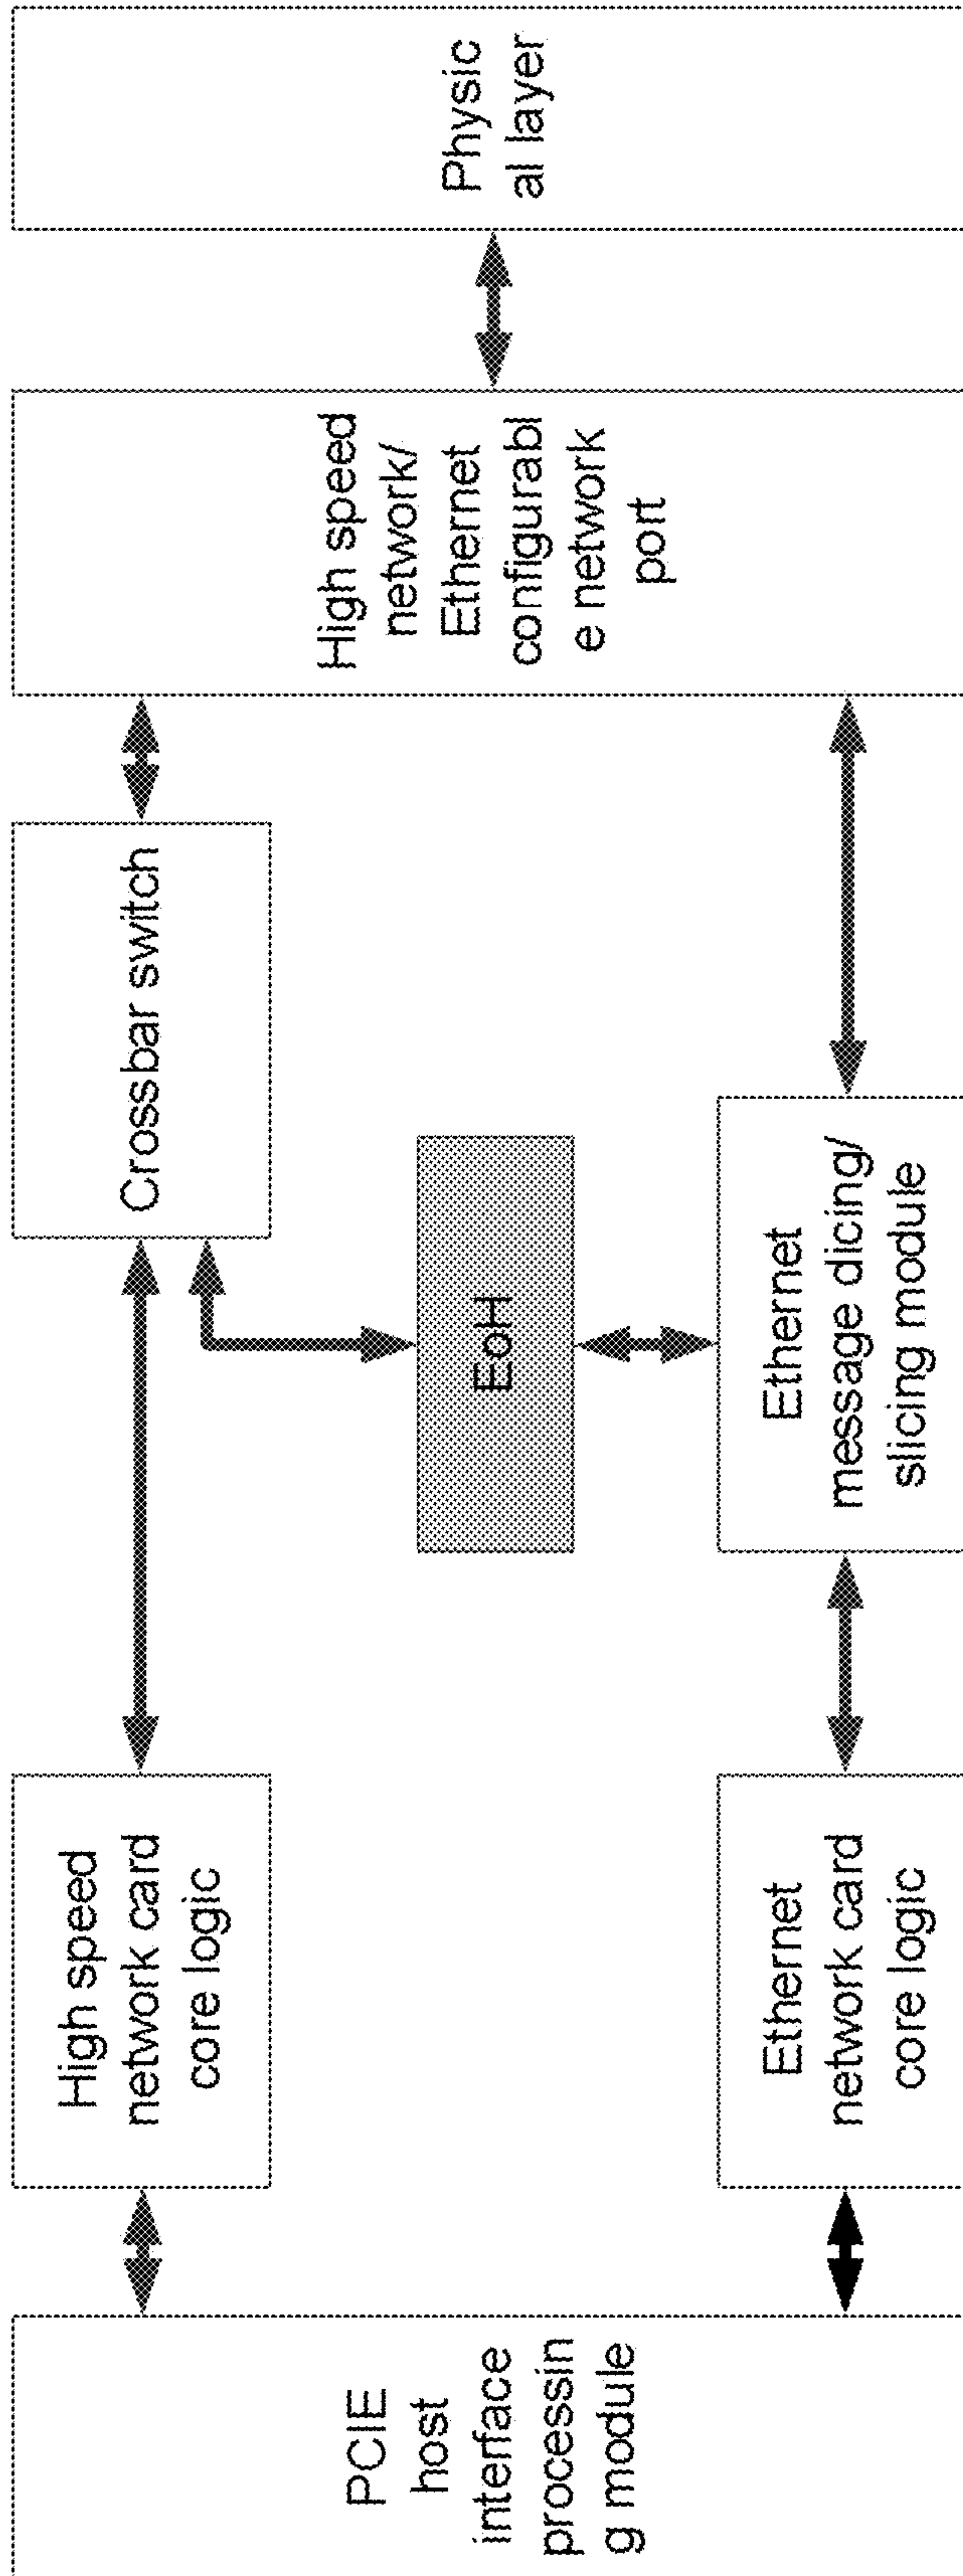 PCIE
host
interface
processin
g module
High speed
network card
core logic
Ethernet
network card
core logic
Crossbar switch
EoH
Ethernet
message dicing/
slicing module
High speed
network/
Ethernet
configurabl
e network
port
Physic
al layer